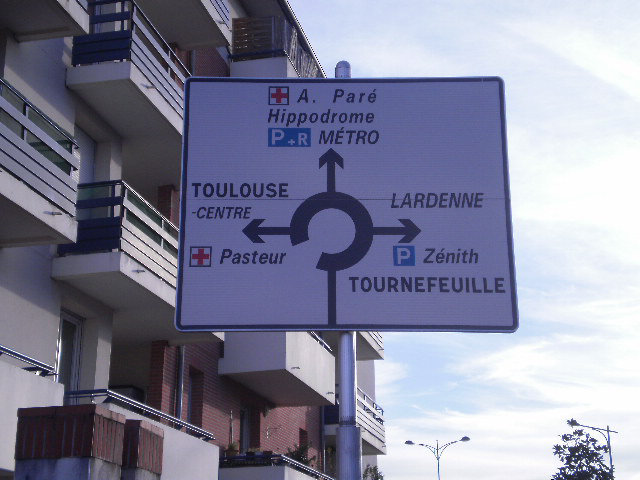 A. Paré
Hippodrome
P+R MÉTRO
TOULOUSE
-CENTRE
Pasteur
LARDENNE
P Zénith
TOURNEFEUILLE